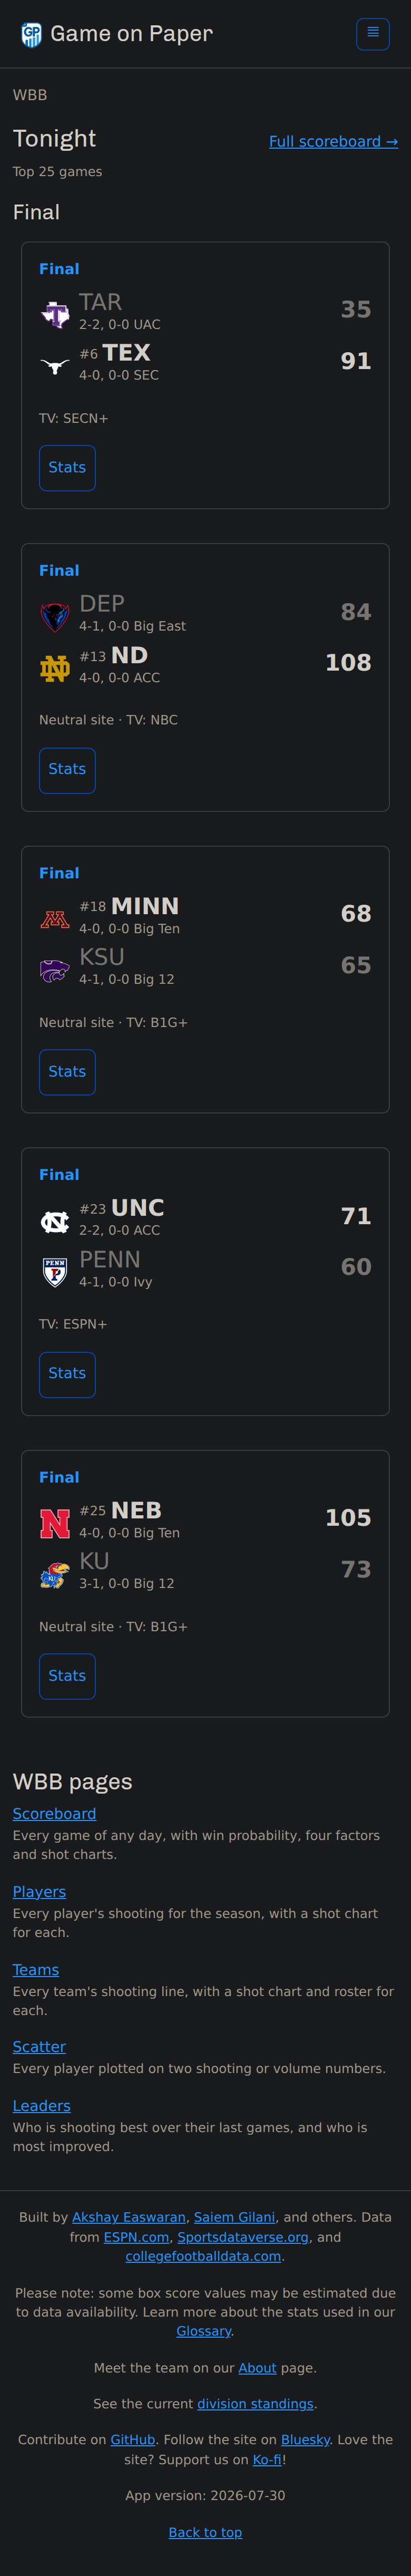 GP Game on Paper
WBB
Tonight
Full scoreboard →
Top 25 games
Final
Final
TAR
35
2-2, 0-0 UAC
#6 TEX
91
4-0, 0-0 SEC
TV: SECN+
Stats
Final
DEP
84
4-1, 0-0 Big East
#13 ND
108
4-0, 0-0 ACC
Neutral site · TV: NBC
Stats
Final
#18 MINN
68
4-0, 0-0 Big Ten
KSU
65
4-1, 0-0 Big 12
Neutral site · TV: B1G+
Stats
Final
#23 UNC
71
2-2, 0-0 ACC
PENN
60
4-1, 0-0 Ivy
TV: ESPN+
Stats
Final
#25 NEB
105
4-0, 0-0 Big Ten
KU
73
3-1, 0-0 Big 12
Neutral site · TV: B1G+
Stats
WBB pages
Scoreboard
Every game of any day, with win probability, four factors
and shot charts.
Players
Every player's shooting for the season, with a shot chart
for each.
Teams
Every team's shooting line, with a shot chart and roster for
each.
Scatter
Every player plotted on two shooting or volume numbers.
Leaders
Who is shooting best over their last games, and who is
most improved.
Built by Akshay Easwaran, Saiem Gilani, and others. Data
from ESPN.com, Sportsdataverse.org, and
collegefootballdata.com.
Please note: some box score values may be estimated due
to data availability. Learn more about the stats used in our
Glossary.
Meet the team on our About page.
See the current division standings.
Contribute on GitHub. Follow the site on Bluesky. Love the
site? Support us on Ko-fi!
App version: 2026-07-30
Back to top